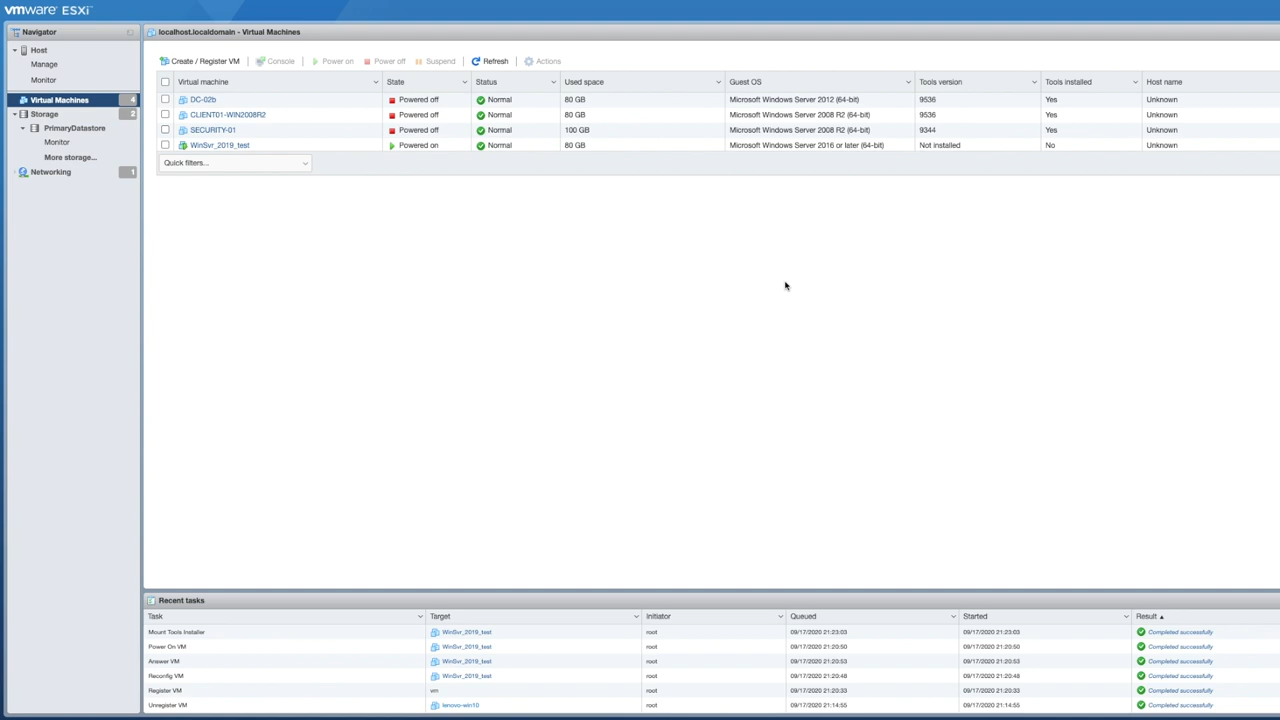 vmware ESXi™
Navigator
localhost.localdomain - Virtual Machines
Host
Manage
Monitor
Virtual Machines 4
Storage 2
PrimaryDatastore
Monitor
More storage...
Networking 1
Create / Register VM | Console | Power on Power off Suspend | Refresh | Actions
Virtual machine State Status Used space Guest OS Tools version Tools installed Host name
DC-02b Powered off Normal 80 GB Microsoft Windows Server 2012 (64-bit) 9536 Yes Unknown
CLIENT01-WIN2008R2 Powered off Normal 80 GB Microsoft Windows Server 2008 R2 (64-bit) 9536 Yes Unknown
SECURITY-01 Powered off Normal 100 GB Microsoft Windows Server 2008 R2 (64-bit) 9344 Yes Unknown
WinSvr_2019_test Powered on Normal 80 GB Microsoft Windows Server 2016 or later (64-bit) Not installed No Unknown
Quick filters...
Recent tasks
Task Target Initiator Queued Started Result ▲
Mount Tools Installer WinSvr_2019_test root 09/17/2020 21:23:03 09/17/2020 21:23:03 Completed successfully
Power On VM WinSvr_2019_test root 09/17/2020 21:20:50 09/17/2020 21:20:50 Completed successfully
Answer VM WinSvr_2019_test root 09/17/2020 21:20:53 09/17/2020 21:20:53 Completed successfully
Reconfig VM WinSvr_2019_test root 09/17/2020 21:20:48 09/17/2020 21:20:48 Completed successfully
Register VM vm root 09/17/2020 21:20:33 09/17/2020 21:20:33 Completed successfully
Unregister VM lenovo-win10 root 09/17/2020 21:14:55 09/17/2020 21:14:55 Completed successfully